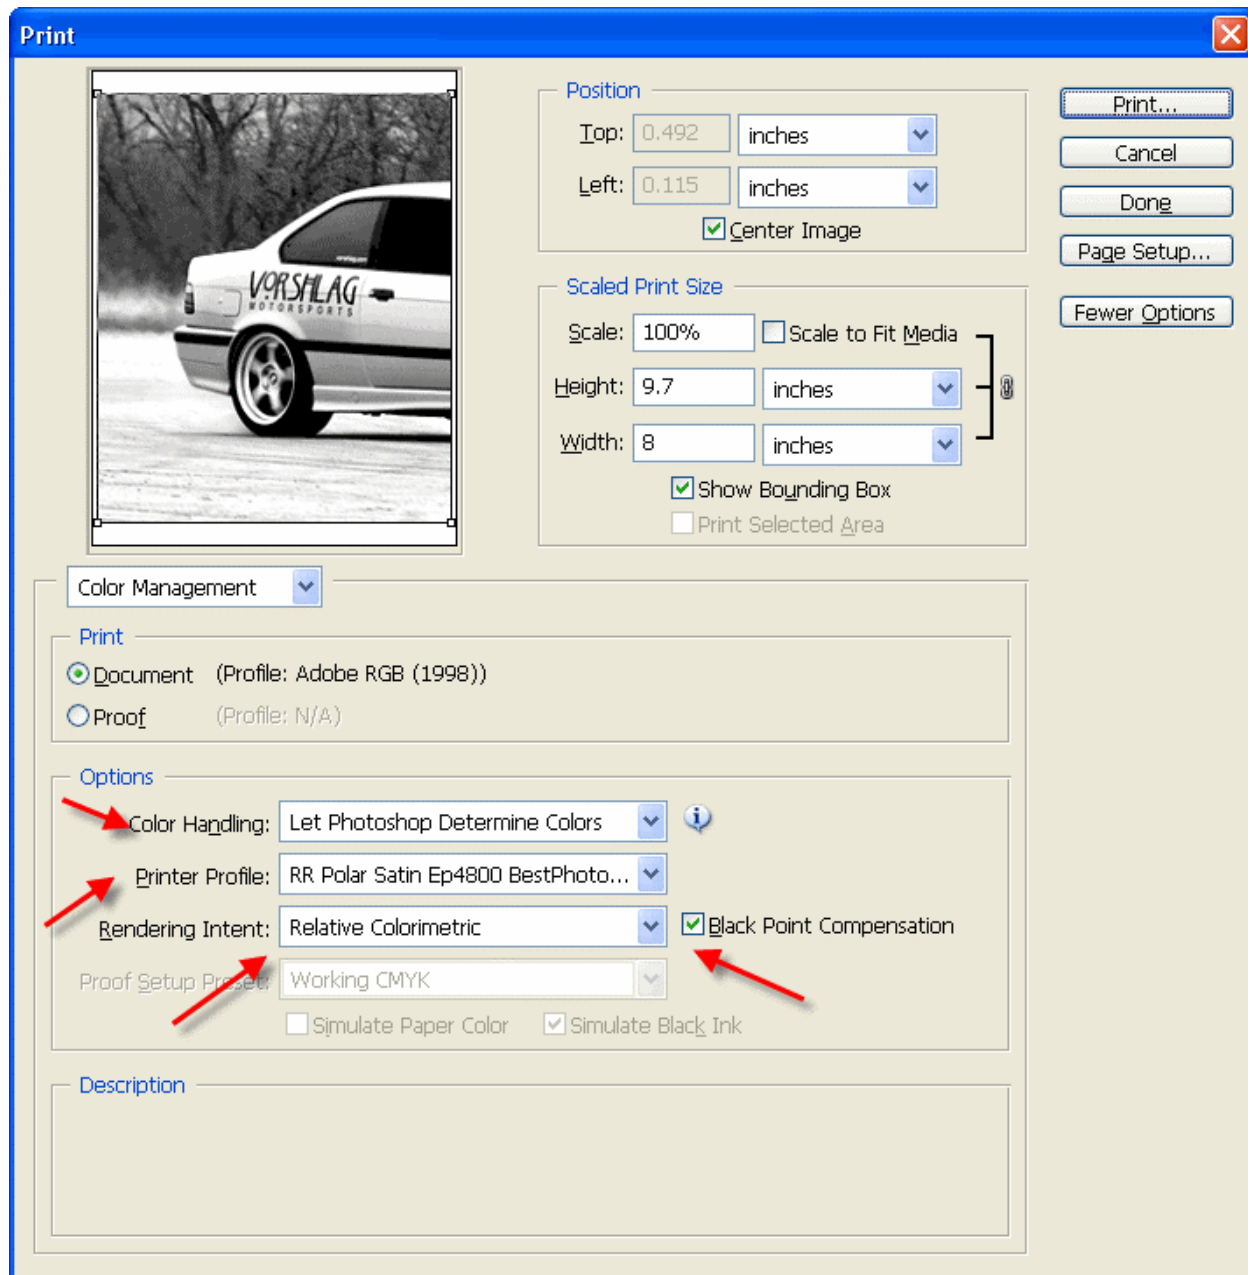 Print
VORSHLAG
MOTORSPORTS
Position
Top: 0.492 inches
Left: 0.115 inches
Center Image
Scaled Print Size
Scale: 100% Scale to Fit Media
Height: 9.7 inches
Width: 8 inches
Show Bounding Box
Print Selected Area
Print...
Cancel
Done
Page Setup...
Fewer Options
Color Management
Print
Document (Profile: Adobe RGB (1998))
Proof (Profile: N/A)
Options
Color Handling: Let Photoshop Determine Colors
Printer Profile: RR Polar Satin Ep4800 BestPhoto...
Rendering Intent: Relative Colorimetric Black Point Compensation
Proof Setup Preset: Working CMYK
Simulate Paper Color Simulate Black Ink
Description